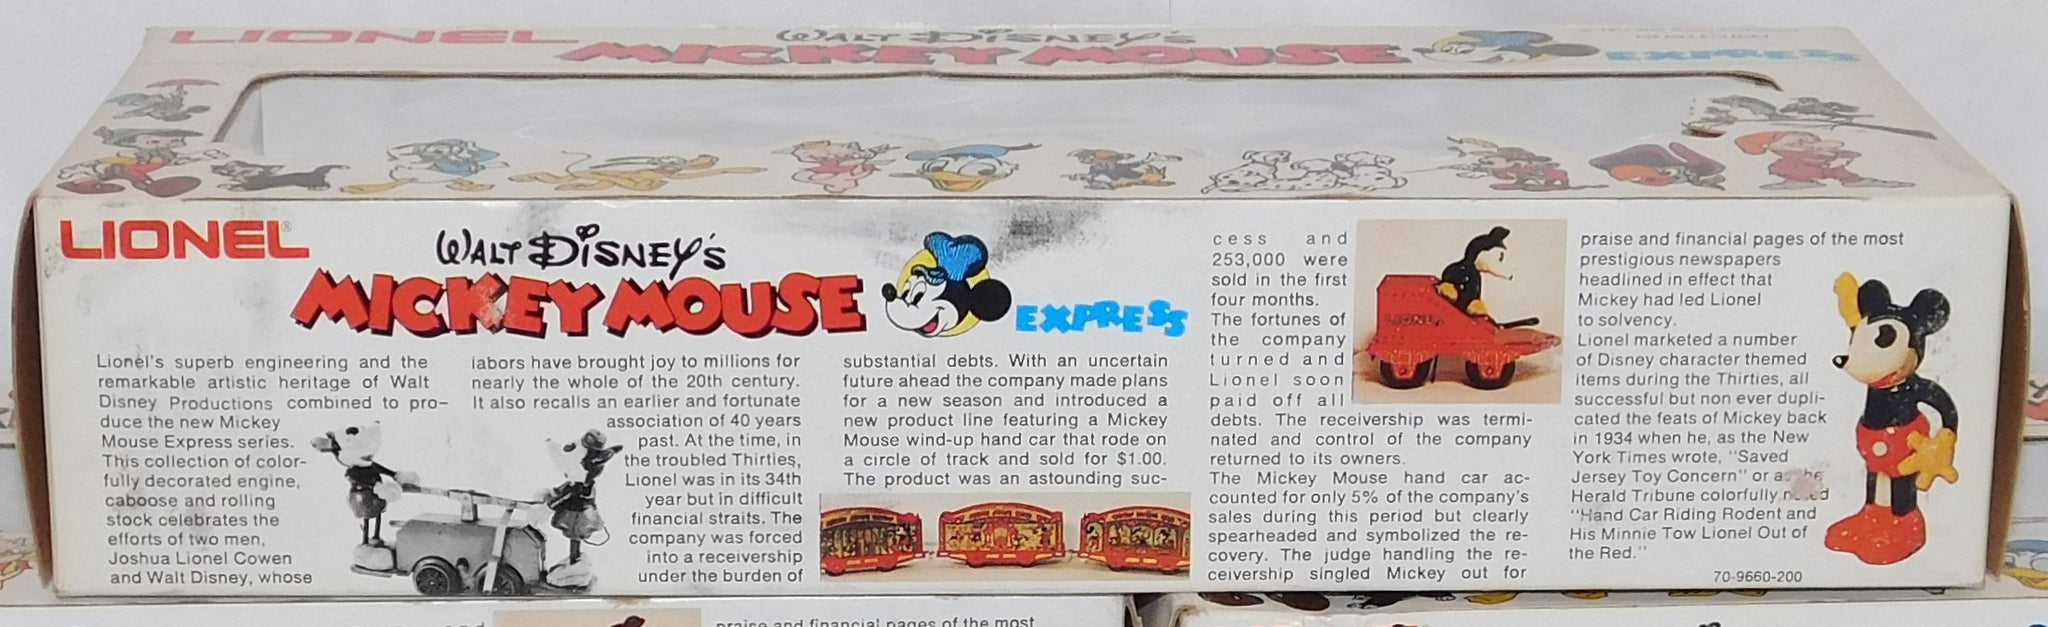 LIONEL
WALT DISNEY'S
MICKEY MOUSE
EXPRESS
LIONEL®
WALT DISNEY'S
MICKEY MOUSE
EXPRESS
Lionel's superb engineering and the
remarkable artistic heritage of Walt
Disney Productions combined to pro-
duce the new Mickey
Mouse Express series.
This collection of color-
fully decorated engine,
caboose and rolling
stock celebrates the
efforts of two men,
Joshua Lionel Cowen
and Walt Disney, whose
labors have brought joy to millions for
nearly the whole of the 20th century.
It also recalls an earlier and fortunate
association of 40 years
past. At the time, in
the troubled Thirties,
Lionel was in its 34th
year but in difficult
financial straits. The
company was forced
into a receivership
under the burden of
substantial debts. With an uncertain
future ahead the company made plans
for a new season and introduced a
new product line featuring a Mickey
Mouse wind-up hand car that rode on
a circle of track and sold for $1.00.
The product was an astounding suc-
cess and
253,000 were
sold in the first
four months.
The fortunes of
the company
turned and
Lionel soon
paid off all
debts. The receivership was termi-
nated and control of the company
returned to its owners.
The Mickey Mouse hand car ac-
counted for only 5% of the company's
sales during this period but clearly
spearheaded and symbolized the re-
covery. The judge handling the re-
ceivership singled Mickey out for
LIONEL
praise and financial pages of the most
prestigious newspapers
headlined in effect that
Mickey had led Lionel
to solvency.
Lionel marketed a number
of Disney character themed
items during the Thirties, all
successful but non ever dupli-
cated the feats of Mickey back
in 1934 when he, as the New
York Times wrote, "Saved
Jersey Toy Concern" or as the
Herald Tribune colorfully noted
"Hand Car Riding Rodent and
His Minnie Tow Lionel Out of
the Red."
70-9660-200
praise and financial pages of the most